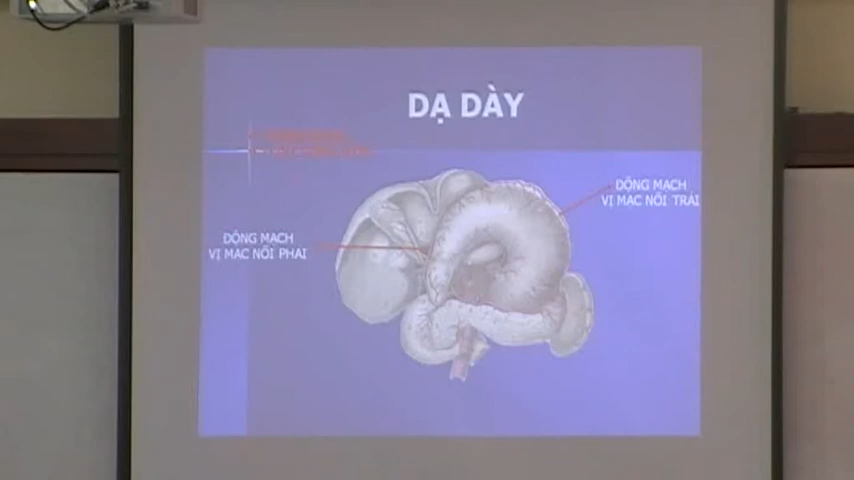 DẠ DÀY
ĐỘNG MẠCH
VỊ MẠC NỐI TRÁI
ĐỘNG MẠCH
VỊ MẠC NỐI PHẢI